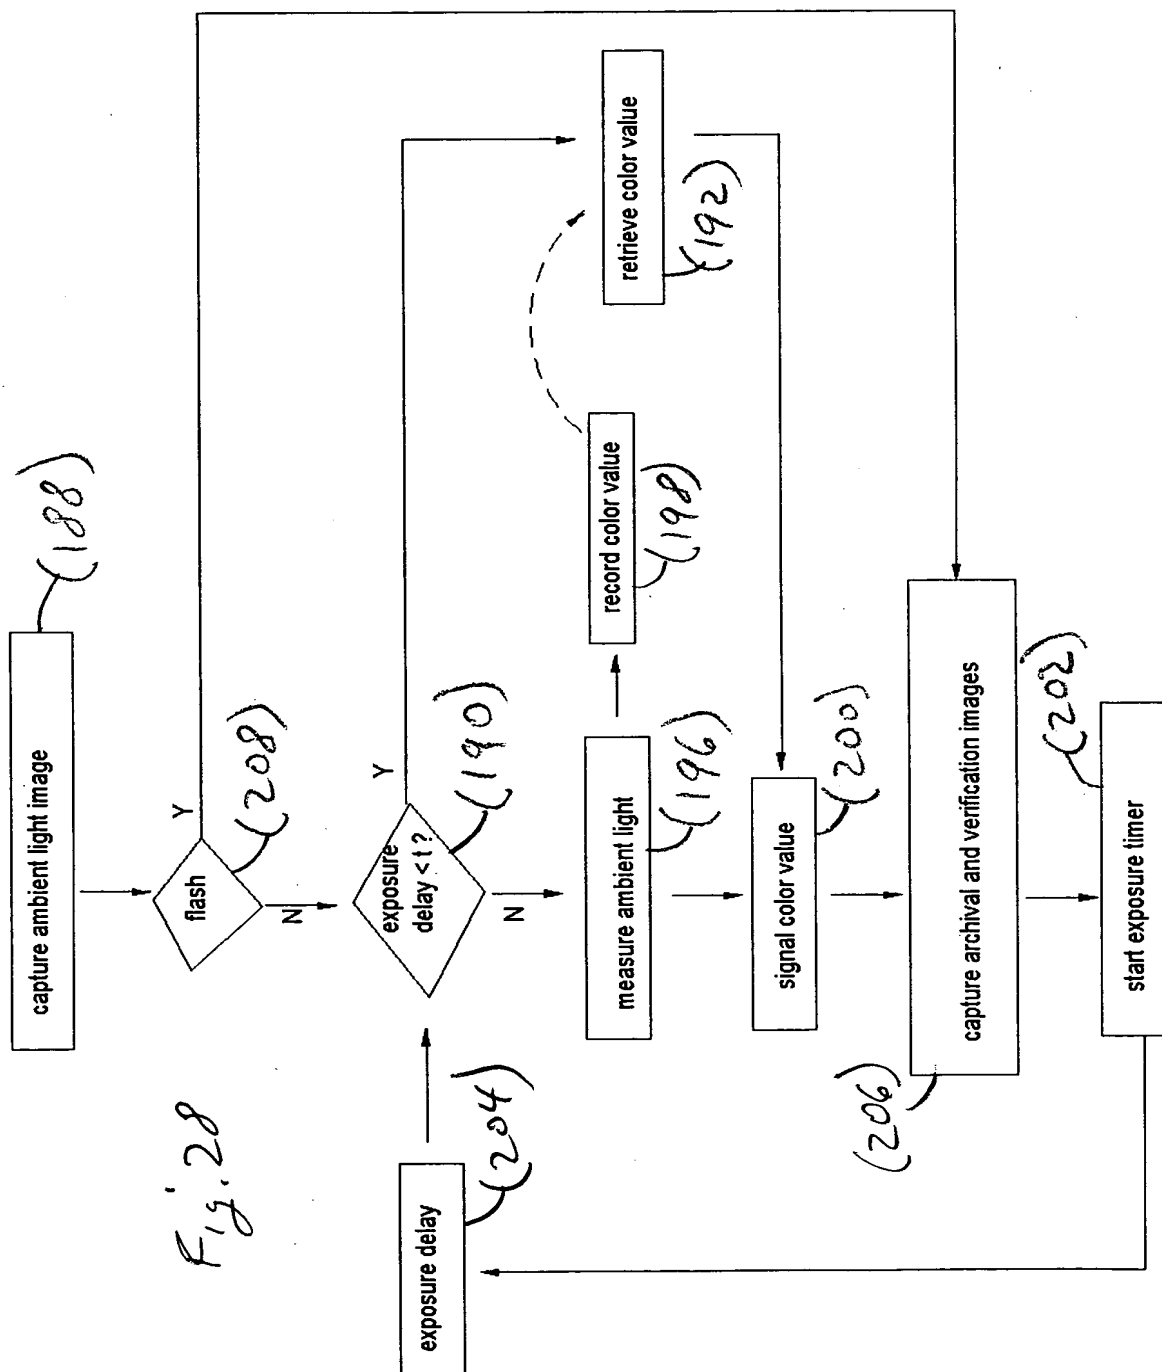 capture ambient light image
(188)
flash
Y
N
(208)
exposure
delay < t ?
Y
N
(190)
exposure delay
(204)
measure ambient light
(196)
record color value
(198)
retrieve color value
(192)
signal color value
(200)
capture archival and verification images
(206)
start exposure timer
(202)
Fig. 28